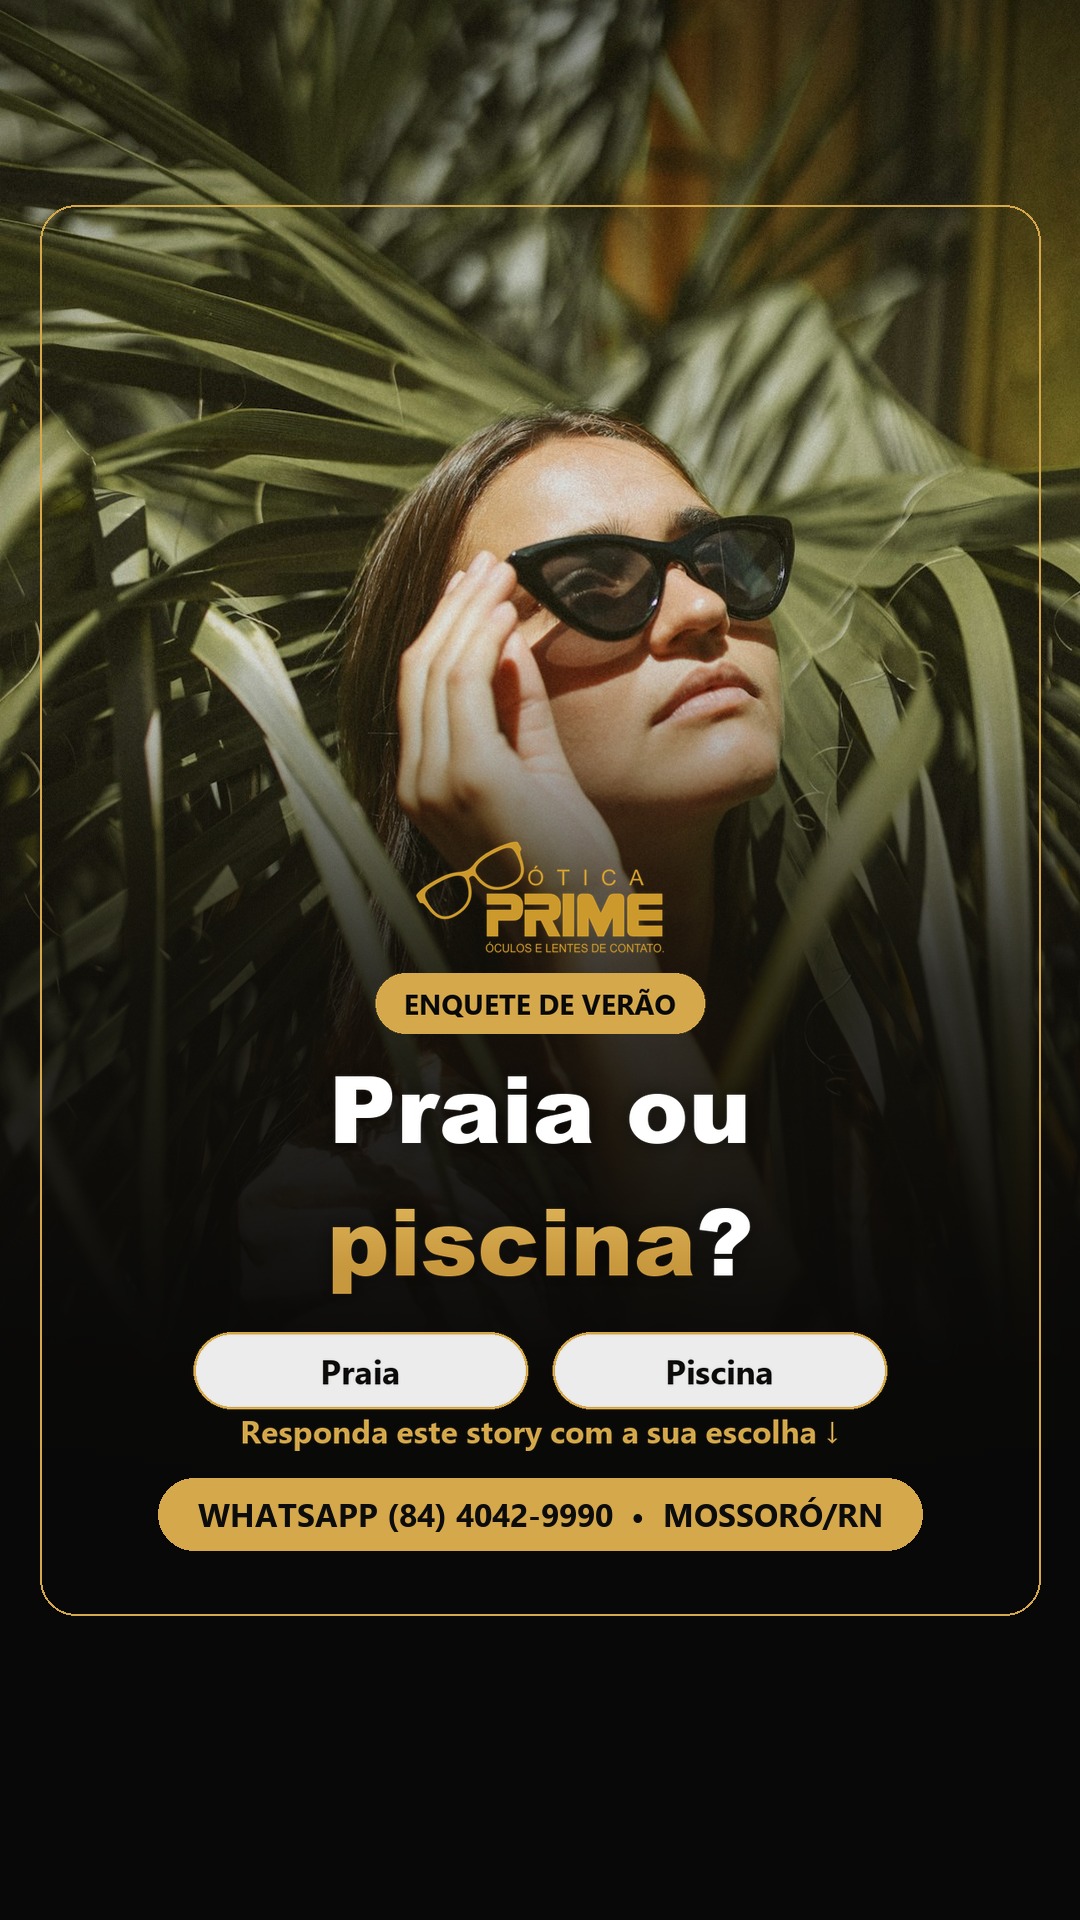 ÓTICA
PRIME
ÓCULOS E LENTES DE CONTATO.
ENQUETE DE VERÃO
Praia ou
piscina?
Praia Piscina
Responda este story com a sua escolha ↓
WHATSAPP (84) 4042-9990 • MOSSORÓ/RN